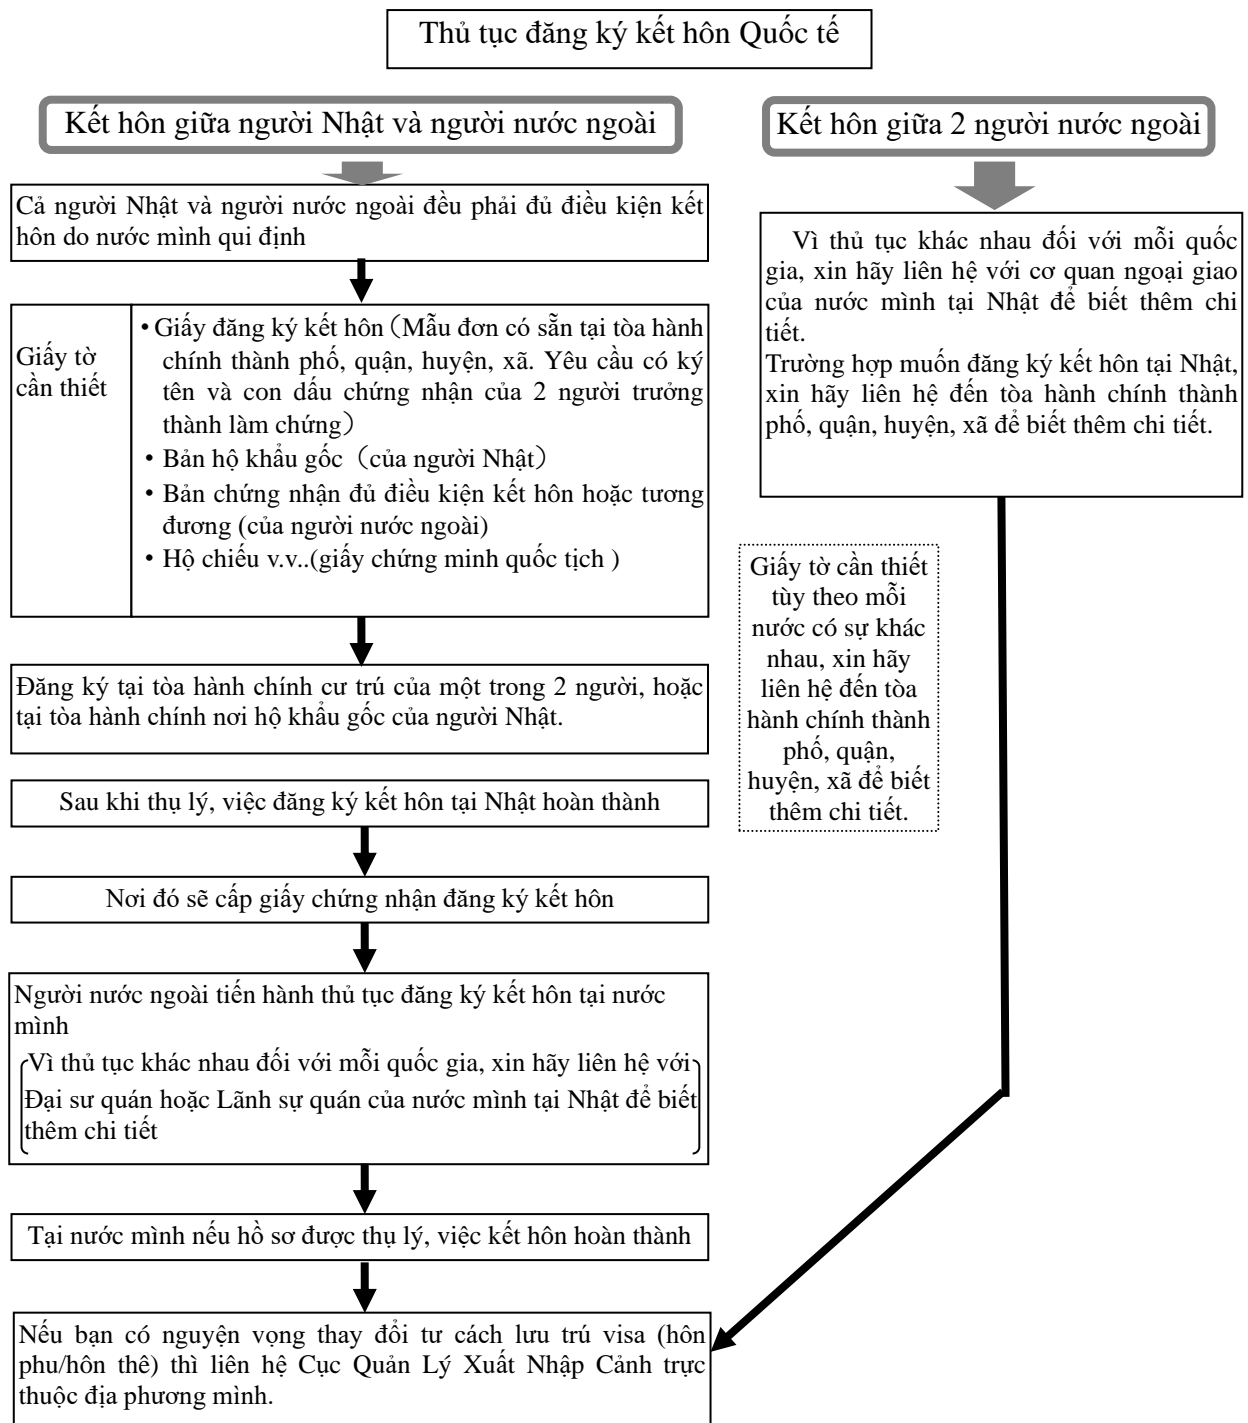 Thủ tục đăng ký kết hôn Quốc tế
Kết hôn giữa người Nhật và người nước ngoài
Cả người Nhật và người nước ngoài đều phải đủ điều kiện kết
hôn do nước mình qui định
Giấy tờ
cần thiết
・Giấy đăng ký kết hôn（Mẫu đơn có sẵn tại tòa hành
chính thành phố, quận, huyện, xã. Yêu cầu có ký
tên và con dấu chứng nhận của 2 người trưởng
thành làm chứng）
・Bản hộ khẩu gốc（của người Nhật）
・Bản chứng nhận đủ điều kiện kết hôn hoặc tương
đương (của người nước ngoài)
・Hộ chiếu v.v..(giấy chứng minh quốc tịch )
Đăng ký tại tòa hành chính cư trú của một trong 2 người, hoặc
tại tòa hành chính nơi hộ khẩu gốc của người Nhật.
Sau khi thụ lý, việc đăng ký kết hôn tại Nhật hoàn thành
Nơi đó sẽ cấp giấy chứng nhận đăng ký kết hôn
Người nước ngoài tiến hành thủ tục đăng ký kết hôn tại nước
mình
Vì thủ tục khác nhau đối với mỗi quốc gia, xin hãy liên hệ với
Đại sư quán hoặc Lãnh sự quán của nước mình tại Nhật để biết
thêm chi tiết
Tại nước mình nếu hồ sơ được thụ lý, việc kết hôn hoàn thành
Nếu bạn có nguyện vọng thay đổi tư cách lưu trú visa (hôn
phu/hôn thê) thì liên hệ Cục Quản Lý Xuất Nhập Cảnh trực
thuộc địa phương mình.
Kết hôn giữa 2 người nước ngoài
Vì thủ tục khác nhau đối với mỗi quốc
gia, xin hãy liên hệ với cơ quan ngoại giao
của nước mình tại Nhật để biết thêm chi
tiết.
Trường hợp muốn đăng ký kết hôn tại Nhật,
xin hãy liên hệ đến tòa hành chính thành
phố, quận, huyện, xã để biết thêm chi tiết.
Giấy tờ cần thiết
tùy theo mỗi
nước có sự khác
nhau, xin hãy
liên hệ đến tòa
hành chính thành
phố, quận,
huyện, xã để biết
thêm chi tiết.